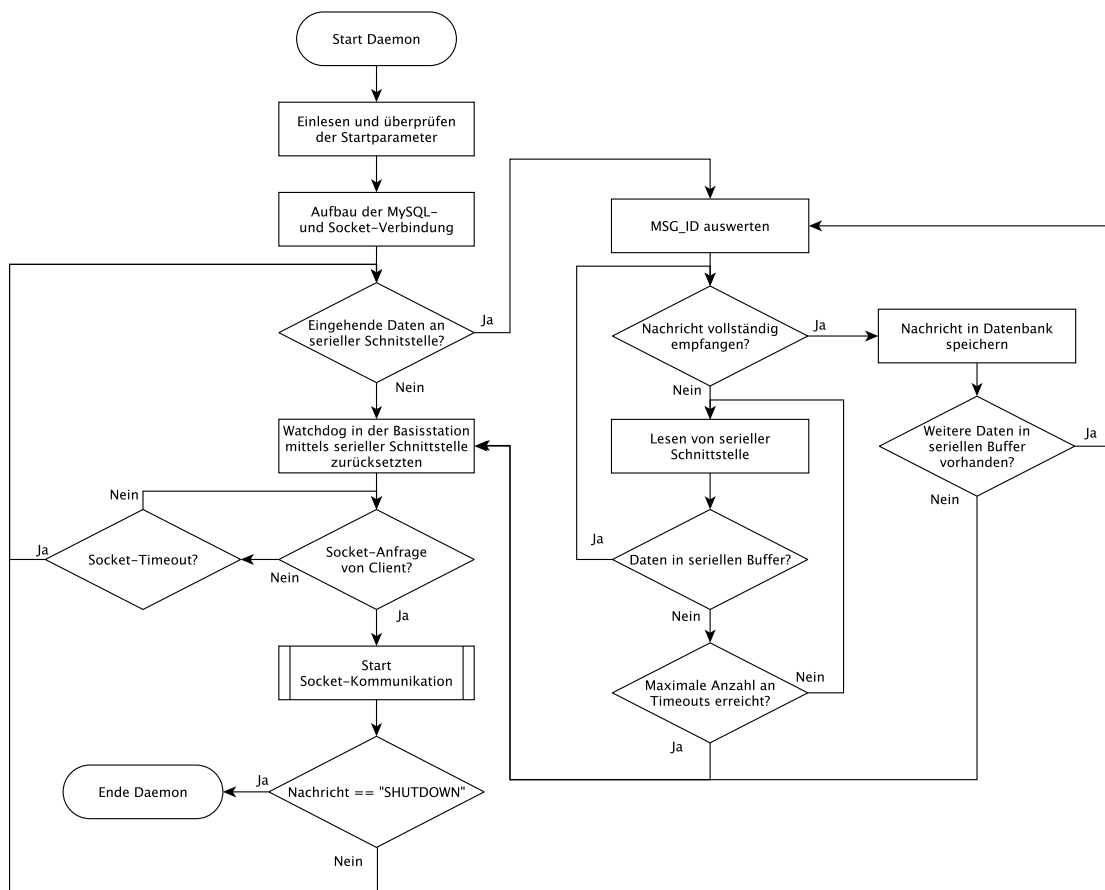 Start Daemon
Einlesen und überprüfen
der Startparameter
Aufbau der MySQL-
und Socket-Verbindung
Eingehende Daten an
serieller Schnitstelle?
Ja
Nein
Watchdog in der Basisstation
mittels serieller Schnittstelle
zurücksetzten
Nein
Ja
Socket-Timeout?
Nein
Socket-Anfrage
von Client?
Ja
Start
Socket-Kommunikation
Ende Daemon
Ja
Nachricht == "SHUTDOWN"
Nein
MSG_ID auswerten
Nachricht vollständig
empfangen?
Ja
Nein
Nachricht in Datenbank
speichern
Weitere Daten in
seriellen Buffer
vorhanden?
Ja
Nein
Lesen von serieller
Schnittstelle
Ja
Daten in seriellen Buffer?
Nein
Maximale Anzahl an
Timeouts erreicht?
Nein
Ja